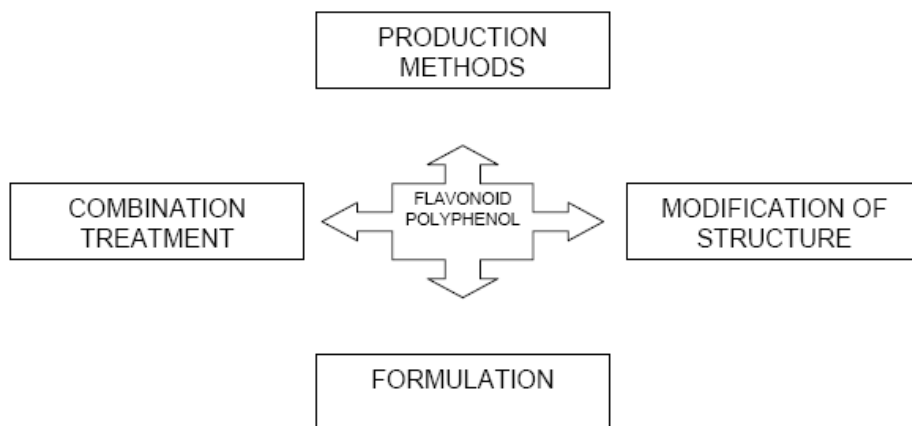 PRODUCTION
METHODS
FLAVONOID
POLYPHENOL
COMBINATION
TREATMENT
MODIFICATION OF
STRUCTURE
FORMULATION